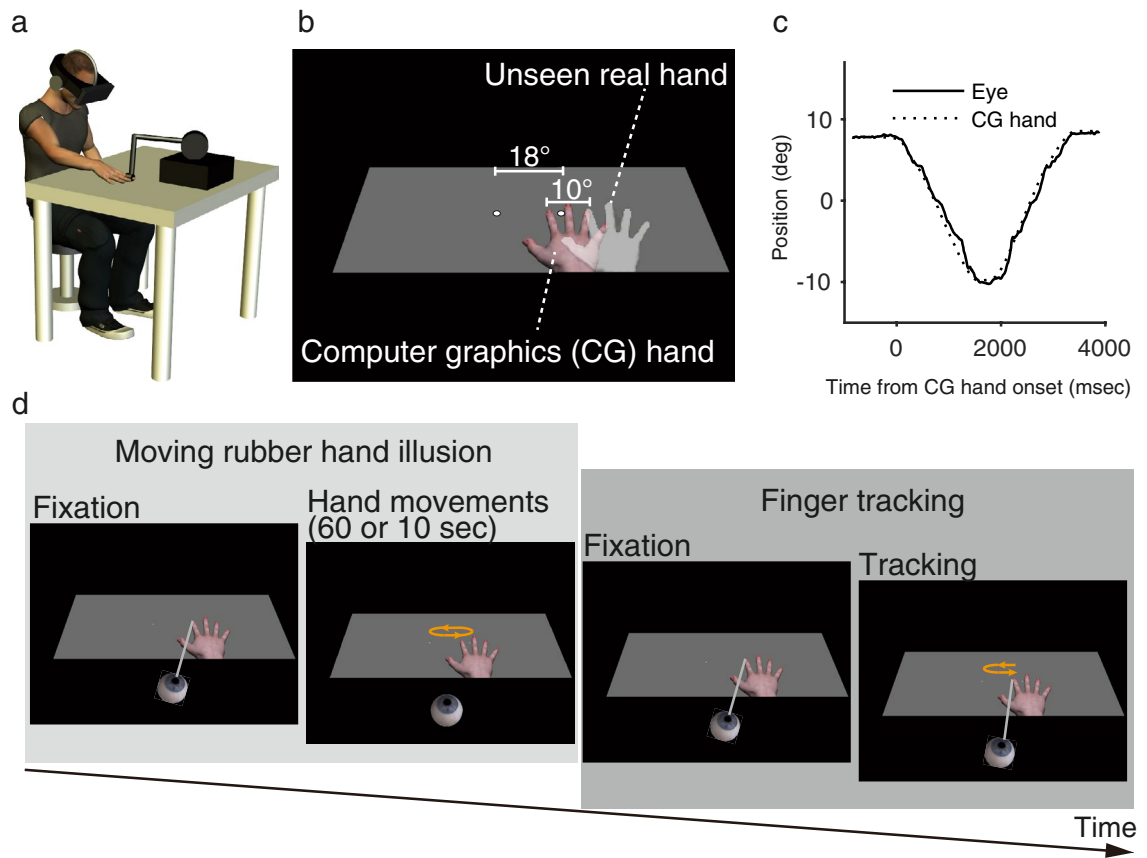 a
b
Unseen real hand
18°
10°
Computer graphics (CG) hand
c
Eye
CG hand
10
0
-10
Position (deg)
0 2000 4000
Time from CG hand onset (msec)
d
Moving rubber hand illusion
Fixation
Hand movements
(60 or 10 sec)
Finger tracking
Fixation
Tracking
Time